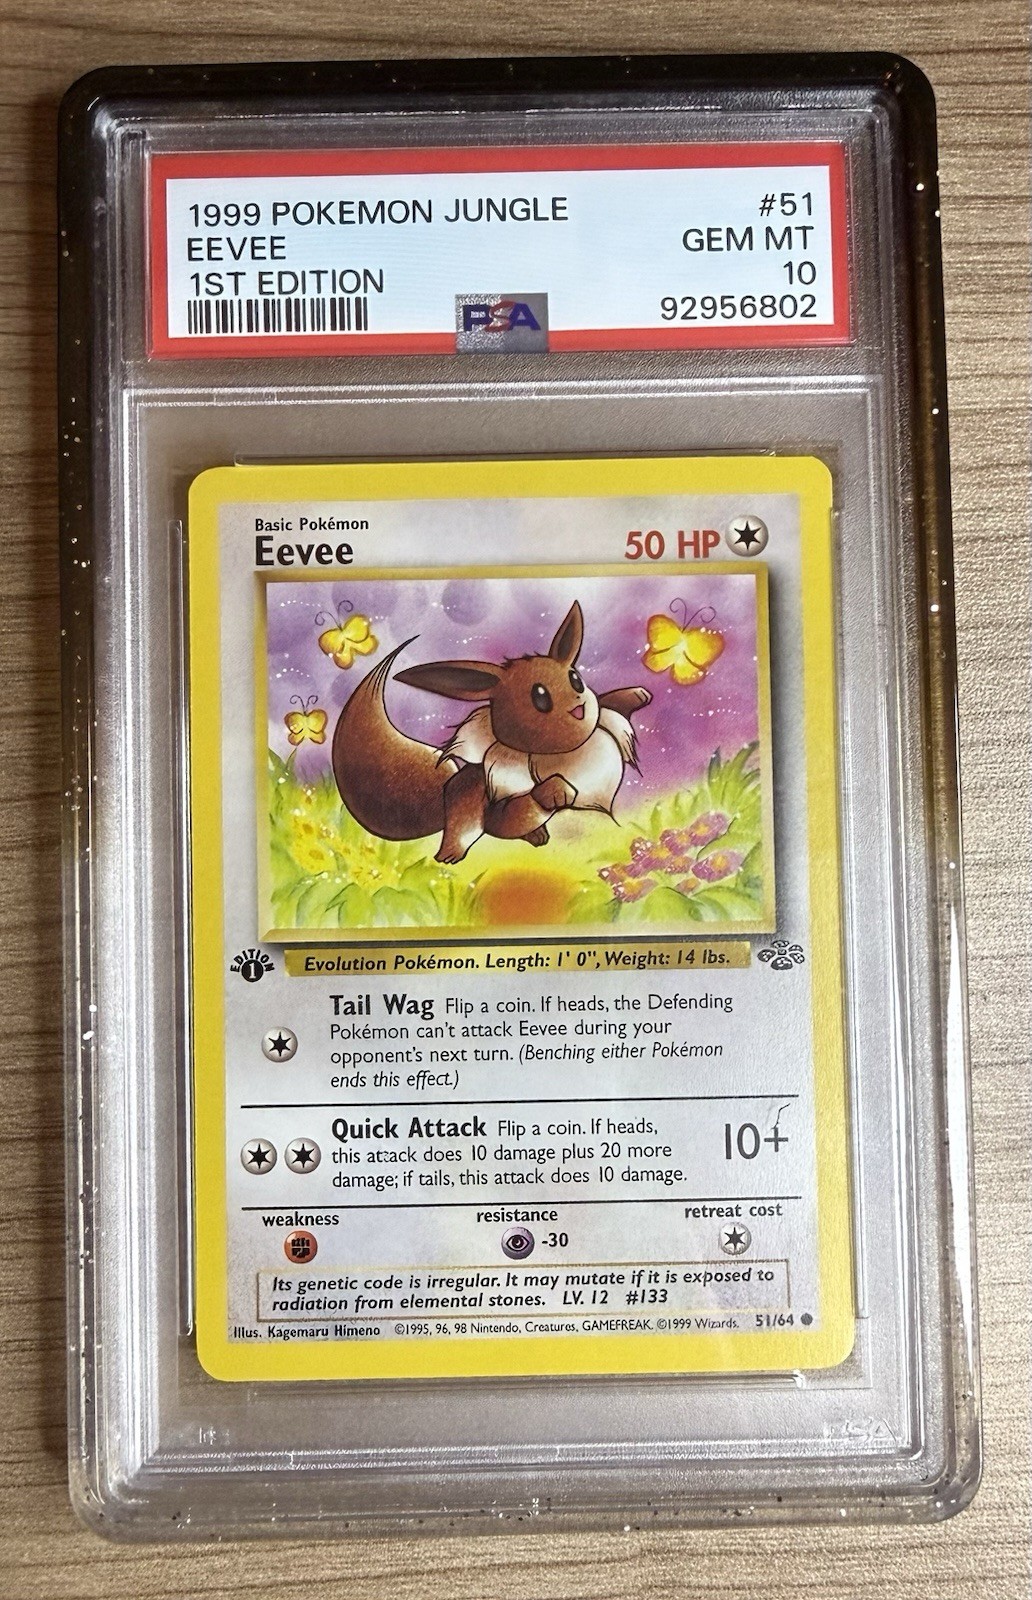 1999 POKEMON JUNGLE #51
EEVEE GEM MT
1ST EDITION 10
92956802
PSA
Basic Pokémon
Eevee 50 HP
EDITION
1
Evolution Pokémon. Length: 1' 0", Weight: 14 lbs.
Tail Wag Flip a coin. If heads, the Defending
Pokémon can't attack Eevee during your
opponent's next turn. (Benching either Pokémon
ends this effect.)
Quick Attack Flip a coin. If heads,
this attack does 10 damage plus 20 more
damage; if tails, this attack does 10 damage.
10+
weakness resistance retreat cost
-30
Its genetic code is irregular. It may mutate if it is exposed to
radiation from elemental stones. LV. 12 #133
Illus. Kagemaru Himeno ©1995, 96, 98 Nintendo, Creatures, GAMEFREAK. ©1999 Wizards. 51/64
PSA